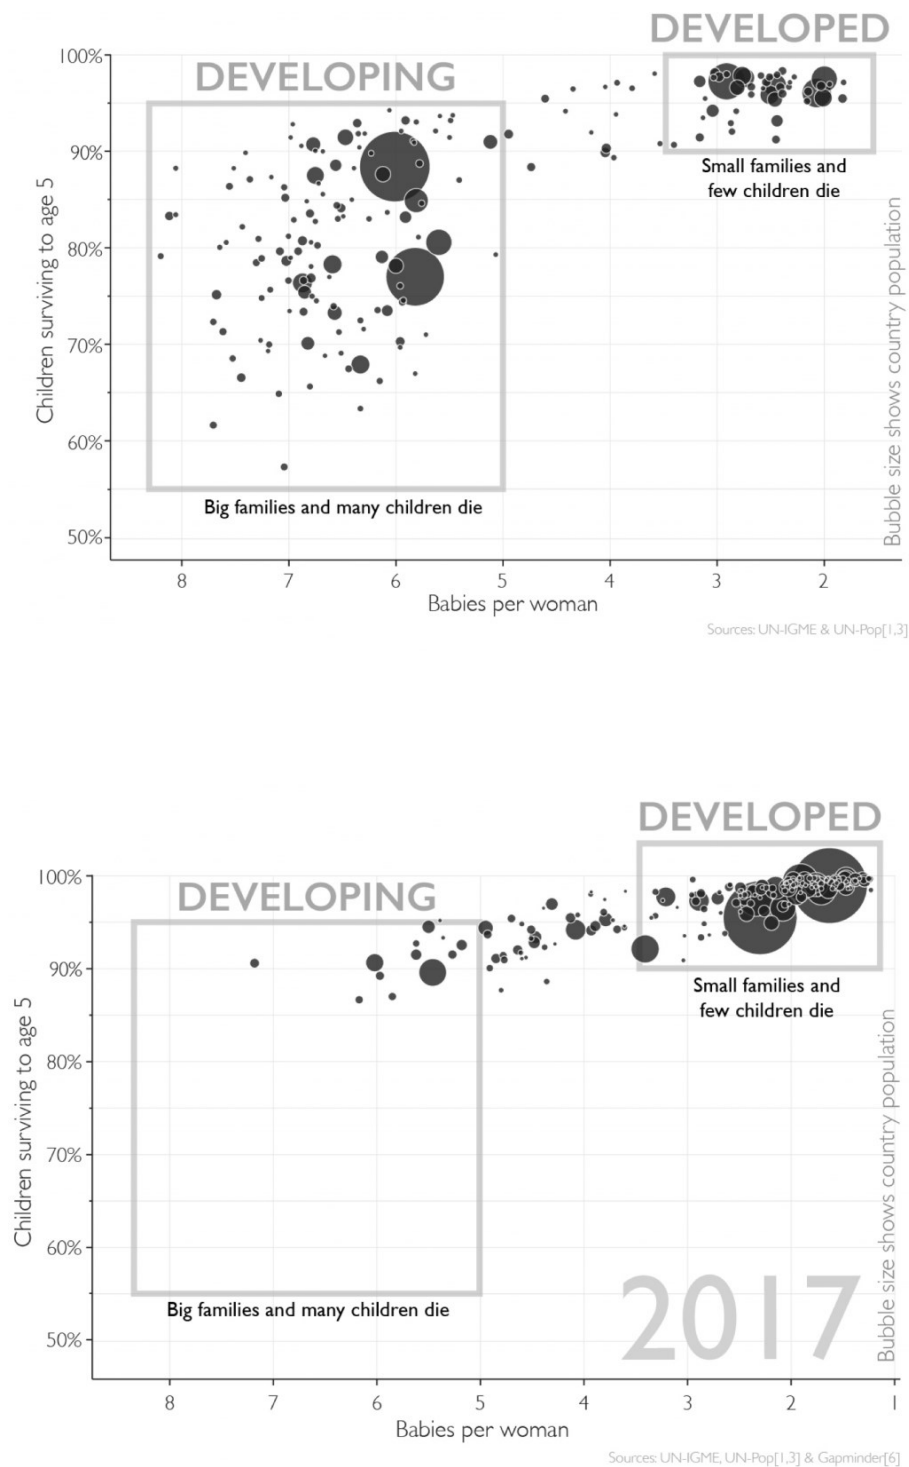 DEVELOPED
100%
DEVELOPING
90%
Small families and
few children die
80%
70%
60%
Big families and many children die
50%
Children surviving to age 5
Bubble size shows country population
8 7 6 5 4 3 2
Babies per woman
Sources: UN-IGME & UN-Pop[1,3]
DEVELOPED
100%
DEVELOPING
90%
Small families and
few children die
80%
70%
60%
2017
Big families and many children die
50%
Children surviving to age 5
Bubble size shows country population
8 7 6 5 4 3 2 1
Babies per woman
Sources: UN-IGME, UN-Pop[1,3] & Gapminder[6]